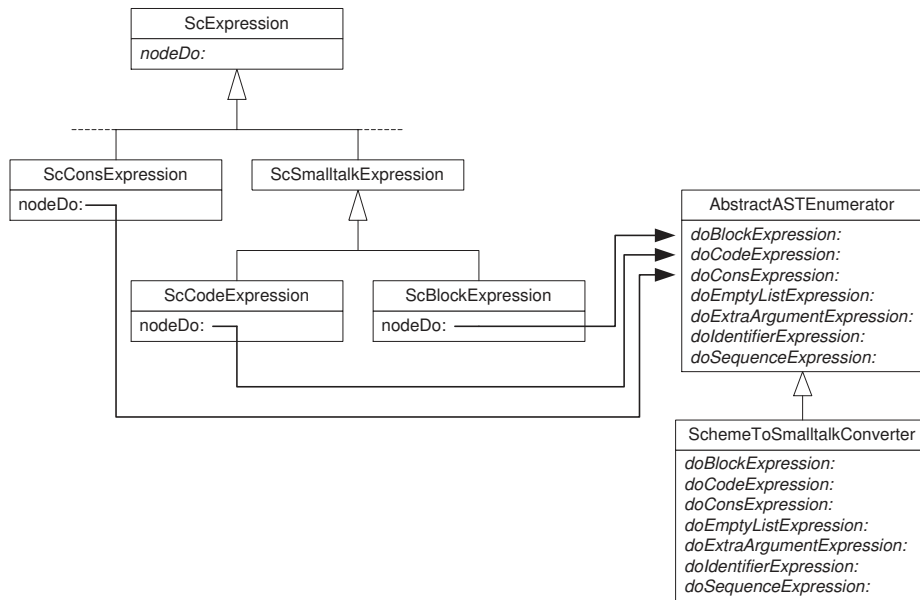 ScExpression
nodeDo:
ScConsExpression
nodeDo:
ScSmalltalkExpression
ScCodeExpression
nodeDo:
ScBlockExpression
nodeDo:
AbstractASTEnumerator
doBlockExpression:
doCodeExpression:
doConsExpression:
doEmptyListExpression:
doExtraArgumentExpression:
doIdentifierExpression:
doSequenceExpression:
SchemeToSmalltalkConverter
doBlockExpression:
doCodeExpression:
doConsExpression:
doEmptyListExpression:
doExtraArgumentExpression:
doIdentifierExpression:
doSequenceExpression: